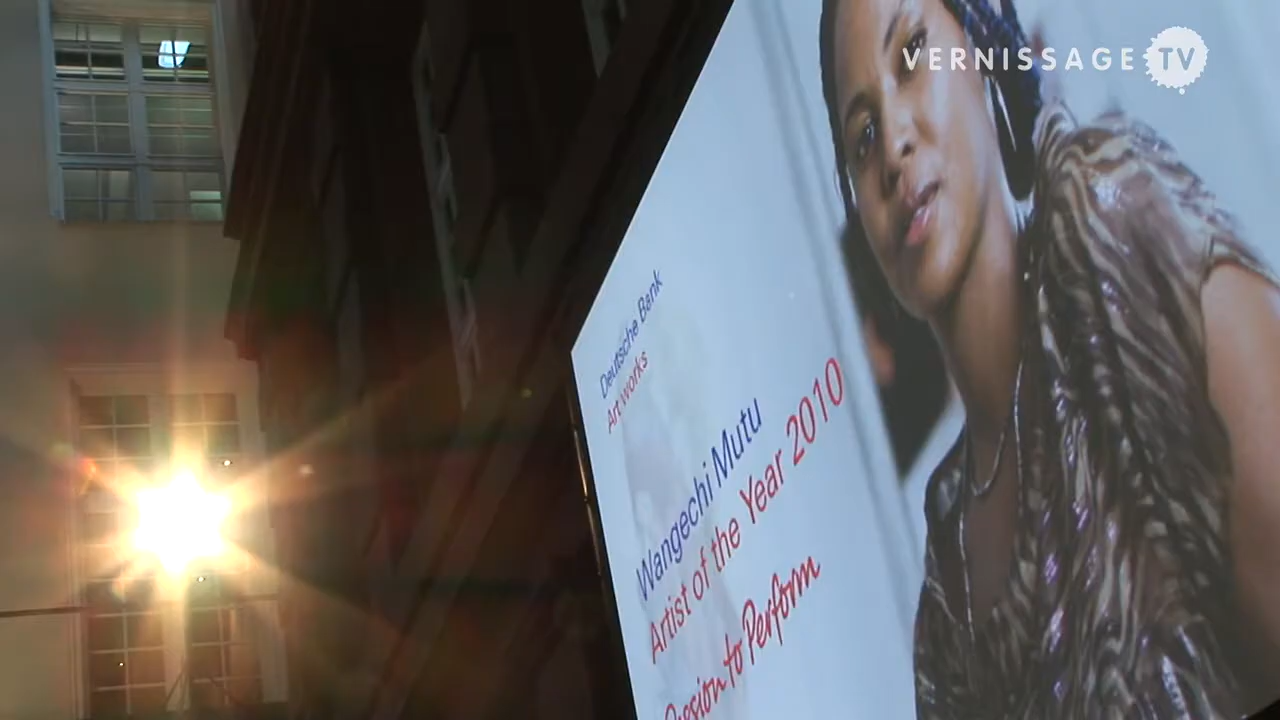 VERNISSAGE TV
Deutsche Bank
Art works
Wangechi Mutu
Artist of the Year 2010
to Perform